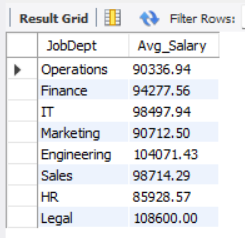 Result Grid Filter Rows:
JobDept Avg_Salary
Operations 90336.94
Finance 94277.56
IT 98497.94
Marketing 90712.50
Engineering 104071.43
Sales 98714.29
HR 85928.57
Legal 108600.00